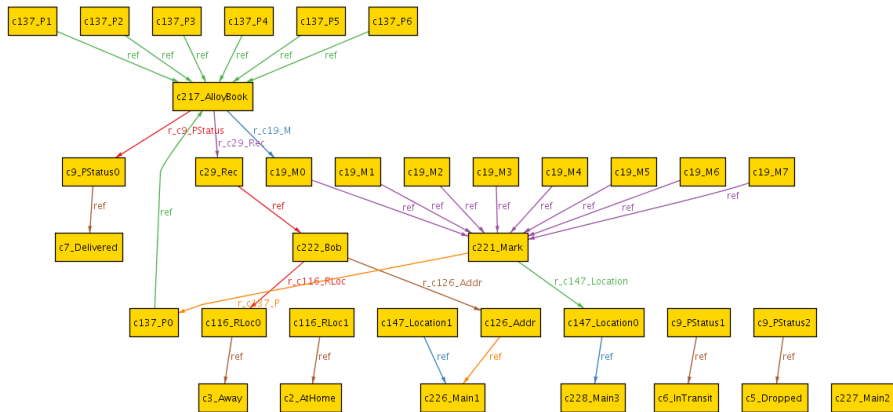 c137_P1 c137_P2 c137_P3 c137_P4 c137_P5 c137_P6
ref ref ref ref ref ref
c217_AlloyBook
r_c9_PStatus r_c29_Rec r_c19_M
c9_PStatus0 c29_Rec c19_M0 c19_M1 c19_M2 c19_M3 c19_M4 c19_M5 c19_M6 c19_M7
ref ref ref ref ref ref ref ref ref ref ref
c7_Delivered c222_Bob c221_Mark
r_c116_RLoc r_c126_Addr r_c147_Location
r_c137_P
c137_P0 c116_RLoc0 c116_RLoc1 c147_Location1 c126_Addr c147_Location0 c9_PStatus1 c9_PStatus2
ref ref ref ref ref ref ref ref
c3_Away c2_AtHome c226_Main1 c228_Main3 c6_InTransit c5_Dropped c227_Main2